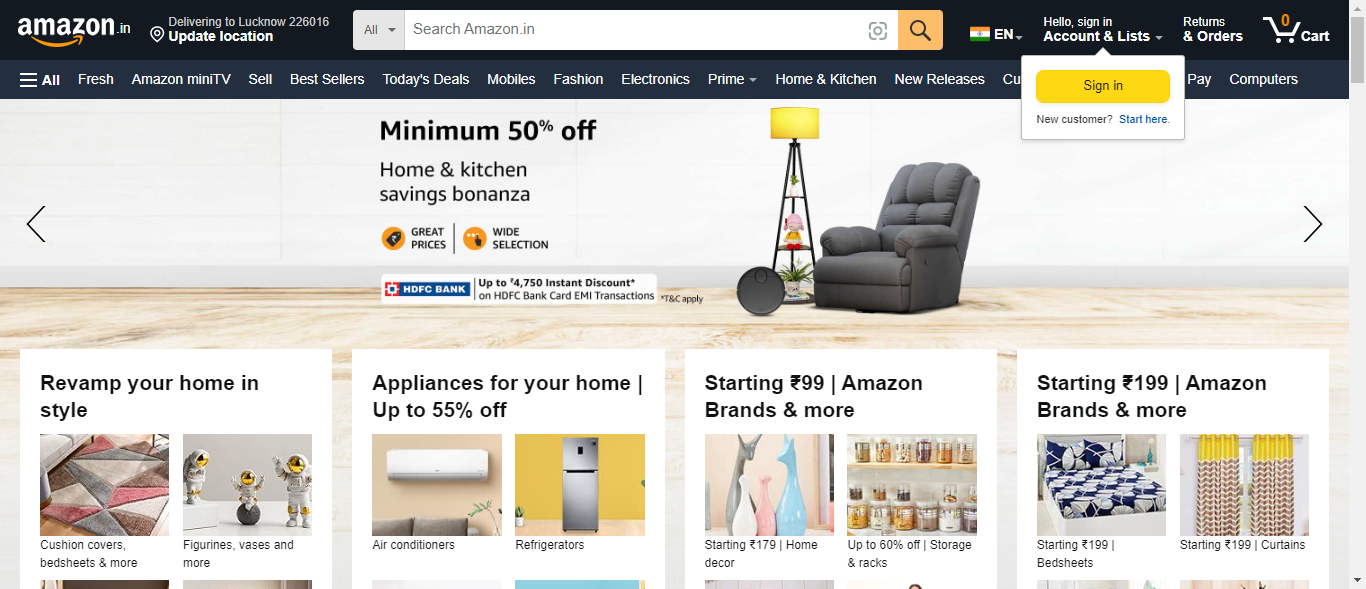 amazon.in
Delivering to Lucknow 226016
Update location
All
Search Amazon.in
EN
Hello, sign in
Account & Lists
Returns
& Orders
0
Cart
All
Fresh
Amazon miniTV
Sell
Best Sellers
Today's Deals
Mobiles
Fashion
Electronics
Prime
Home & Kitchen
New Releases
Cu
Pay
Computers
Sign in
New customer? Start here.
Minimum 50% off
Home & kitchen
savings bonanza
GREAT
PRICES
WIDE
SELECTION
HDFC BANK
Up to ₹4,750 Instant Discount*
on HDFC Bank Card EMI Transactions
*T&C apply
Revamp your home in
style
Cushion covers,
bedsheets & more
Figurines, vases and
more
Appliances for your home |
Up to 55% off
Air conditioners
Refrigerators
Starting ₹99 | Amazon
Brands & more
Starting ₹179 | Home
decor
Up to 60% off | Storage
& racks
Starting ₹199 | Amazon
Brands & more
Starting ₹199 |
Bedsheets
Starting ₹199 | Curtains